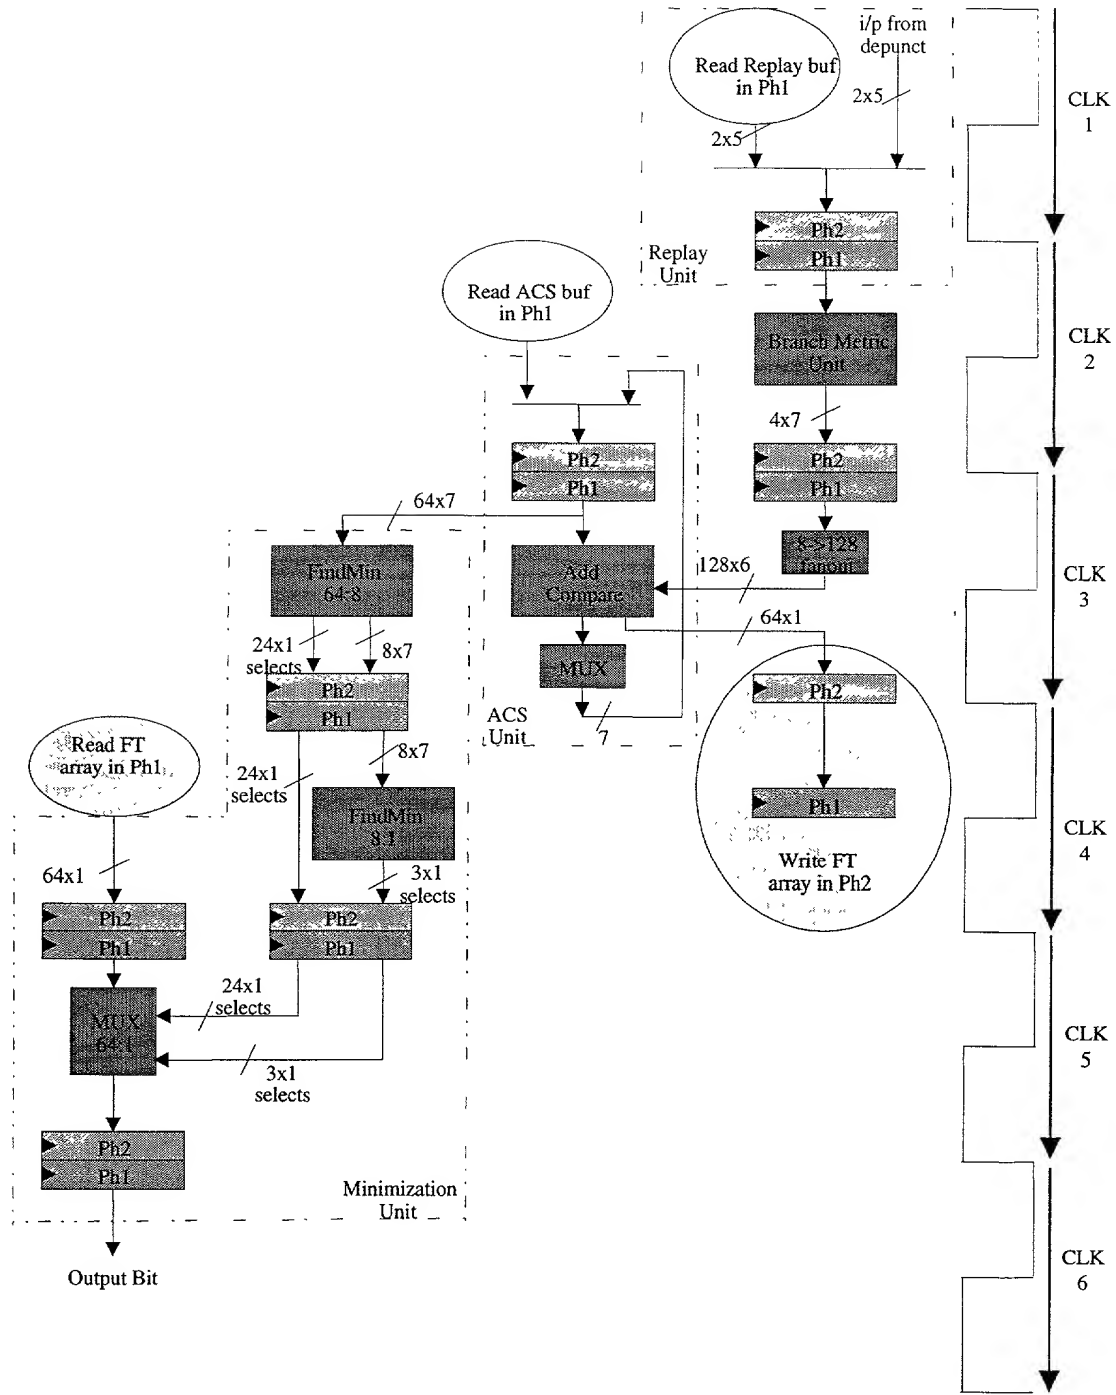 i/p from
depunct
Read Replay buf
in Ph1
2x5
2x5
CLK
1
Ph2
Ph1
Replay
Unit
Read ACS buf
in Ph1
Branch Metric
Unit
CLK
2
4x7
Ph2
Ph1
Ph2
Ph1
64x7
8->128
fanout
FindMin
64:8
Add
Compare
128x6
CLK
3
64x1
24x1
selects
8x7
MUX
Ph2
Ph1
Ph2
ACS
Unit
7
Read FT
array in Ph1
8x7
24x1
selects
Ph1
FindMin
8:1
CLK
4
Write FT
array in Ph2
64x1
3x1
selects
Ph2
Ph1
Ph2
Ph1
24x1
selects
MUX
64:1
CLK
5
3x1
selects
Ph2
Ph1
Minimization
Unit
CLK
6
Output Bit